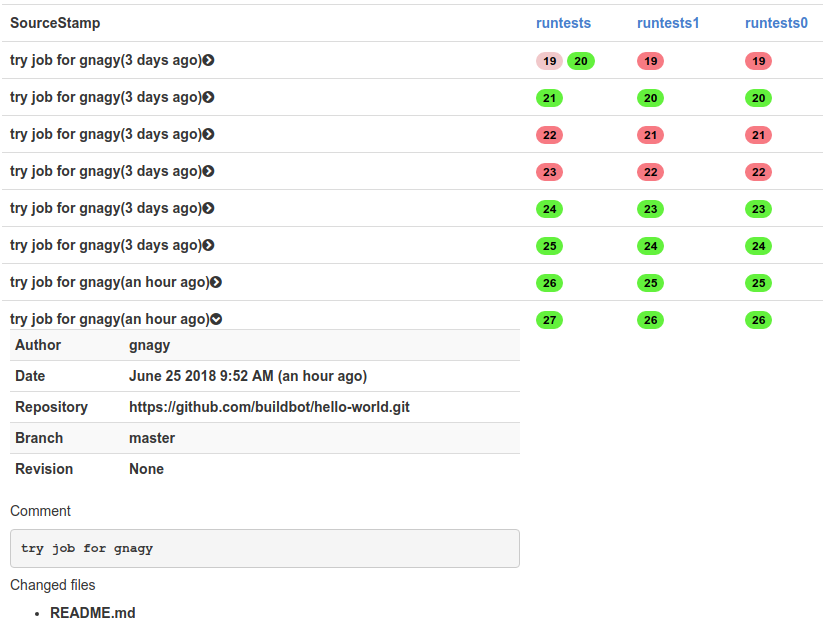 SourceStamp runtests runtests1 runtests0
try job for gnagy(3 days ago) 19 20 19 19
try job for gnagy(3 days ago) 21 20 20
try job for gnagy(3 days ago) 22 21 21
try job for gnagy(3 days ago) 23 22 22
try job for gnagy(3 days ago) 24 23 23
try job for gnagy(3 days ago) 25 24 24
try job for gnagy(an hour ago) 26 25 25
try job for gnagy(an hour ago) 27 26 26
Author gnagy
Date June 25 2018 9:52 AM (an hour ago)
Repository https://github.com/buildbot/hello-world.git
Branch master
Revision None
Comment
try job for gnagy
Changed files
• README.md